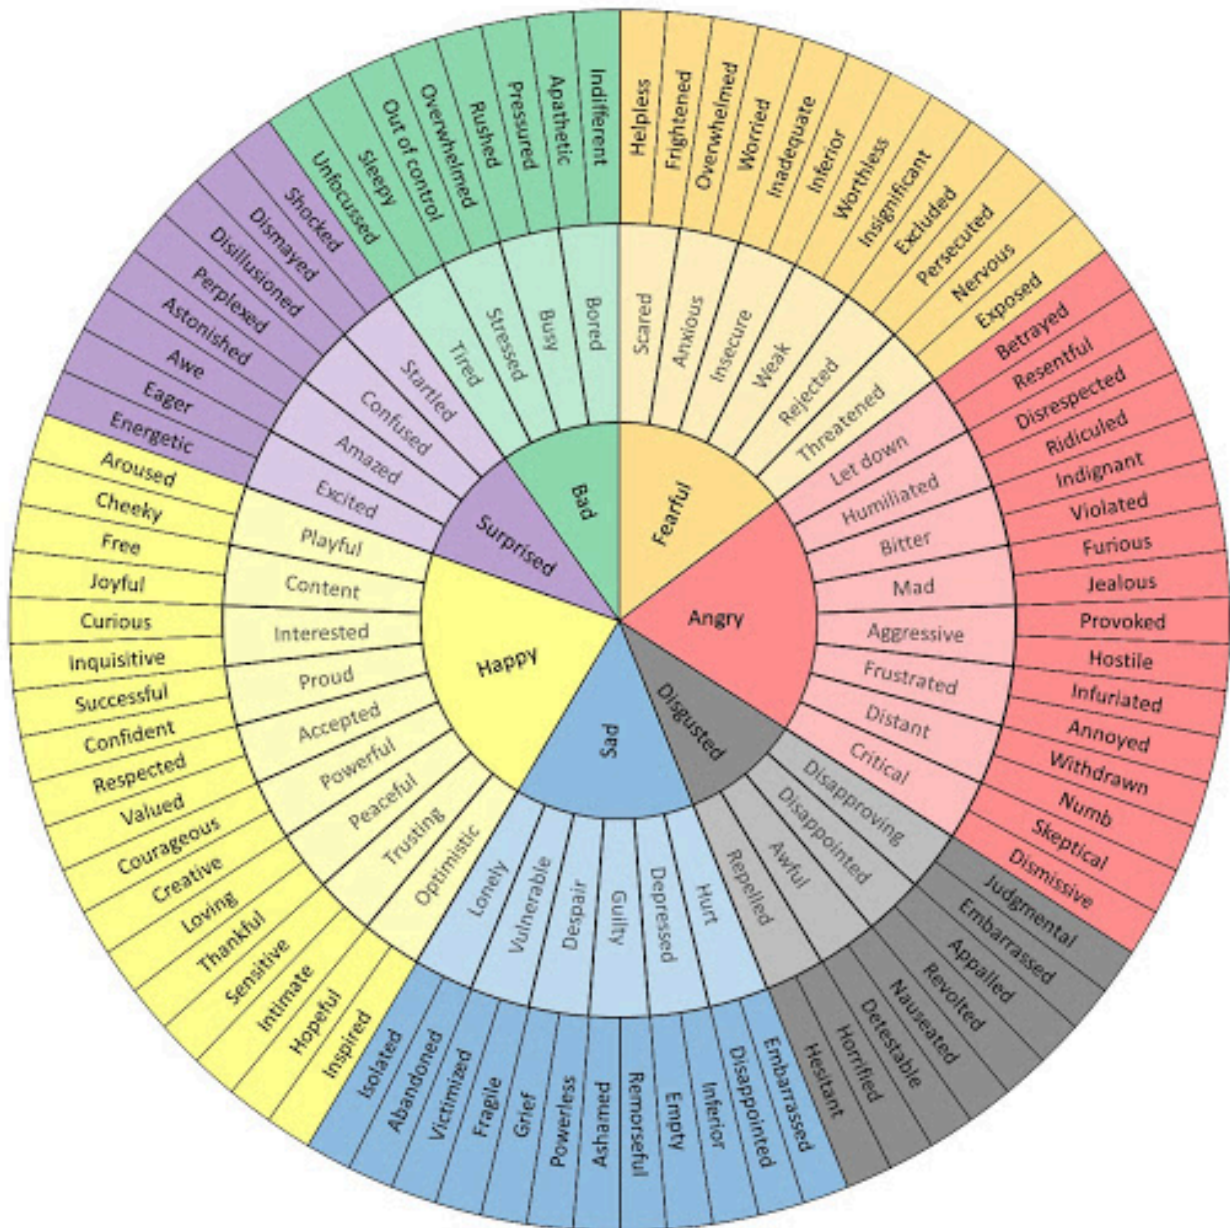 Fearful
Angry
Disgusted
Sad
Happy
Surprised
Bad
Scared
Anxious
Insecure
Weak
Rejected
Threatened
Let down
Humiliated
Bitter
Mad
Aggressive
Frustrated
Distant
Critical
Disapproving
Disappointed
Awful
Repelled
Hurt
Depressed
Guilty
Despair
Vulnerable
Lonely
Optimistic
Trusting
Peaceful
Powerful
Accepted
Proud
Interested
Content
Playful
Excited
Amazed
Confused
Startled
Tired
Stressed
Busy
Bored
Helpless
Frightened
Overwhelmed
Worried
Inadequate
Inferior
Worthless
Insignificant
Excluded
Persecuted
Nervous
Exposed
Betrayed
Resentful
Disrespected
Ridiculed
Indignant
Violated
Furious
Jealous
Provoked
Hostile
Infuriated
Annoyed
Withdrawn
Numb
Skeptical
Dismissive
Judgmental
Embarrassed
Appalled
Revolted
Nauseated
Detestable
Horrified
Hesitant
Embarrassed
Disappointed
Inferior
Empty
Remorseful
Ashamed
Powerless
Grief
Fragile
Victimized
Abandoned
Isolated
Inspired
Hopeful
Intimate
Sensitive
Thankful
Loving
Creative
Courageous
Valued
Respected
Confident
Successful
Inquisitive
Curious
Joyful
Free
Cheeky
Aroused
Energetic
Eager
Awe
Astonished
Perplexed
Disillusioned
Dismayed
Shocked
Unfocussed
Sleepy
Out of control
Overwhelmed
Rushed
Pressured
Apathetic
Indifferent